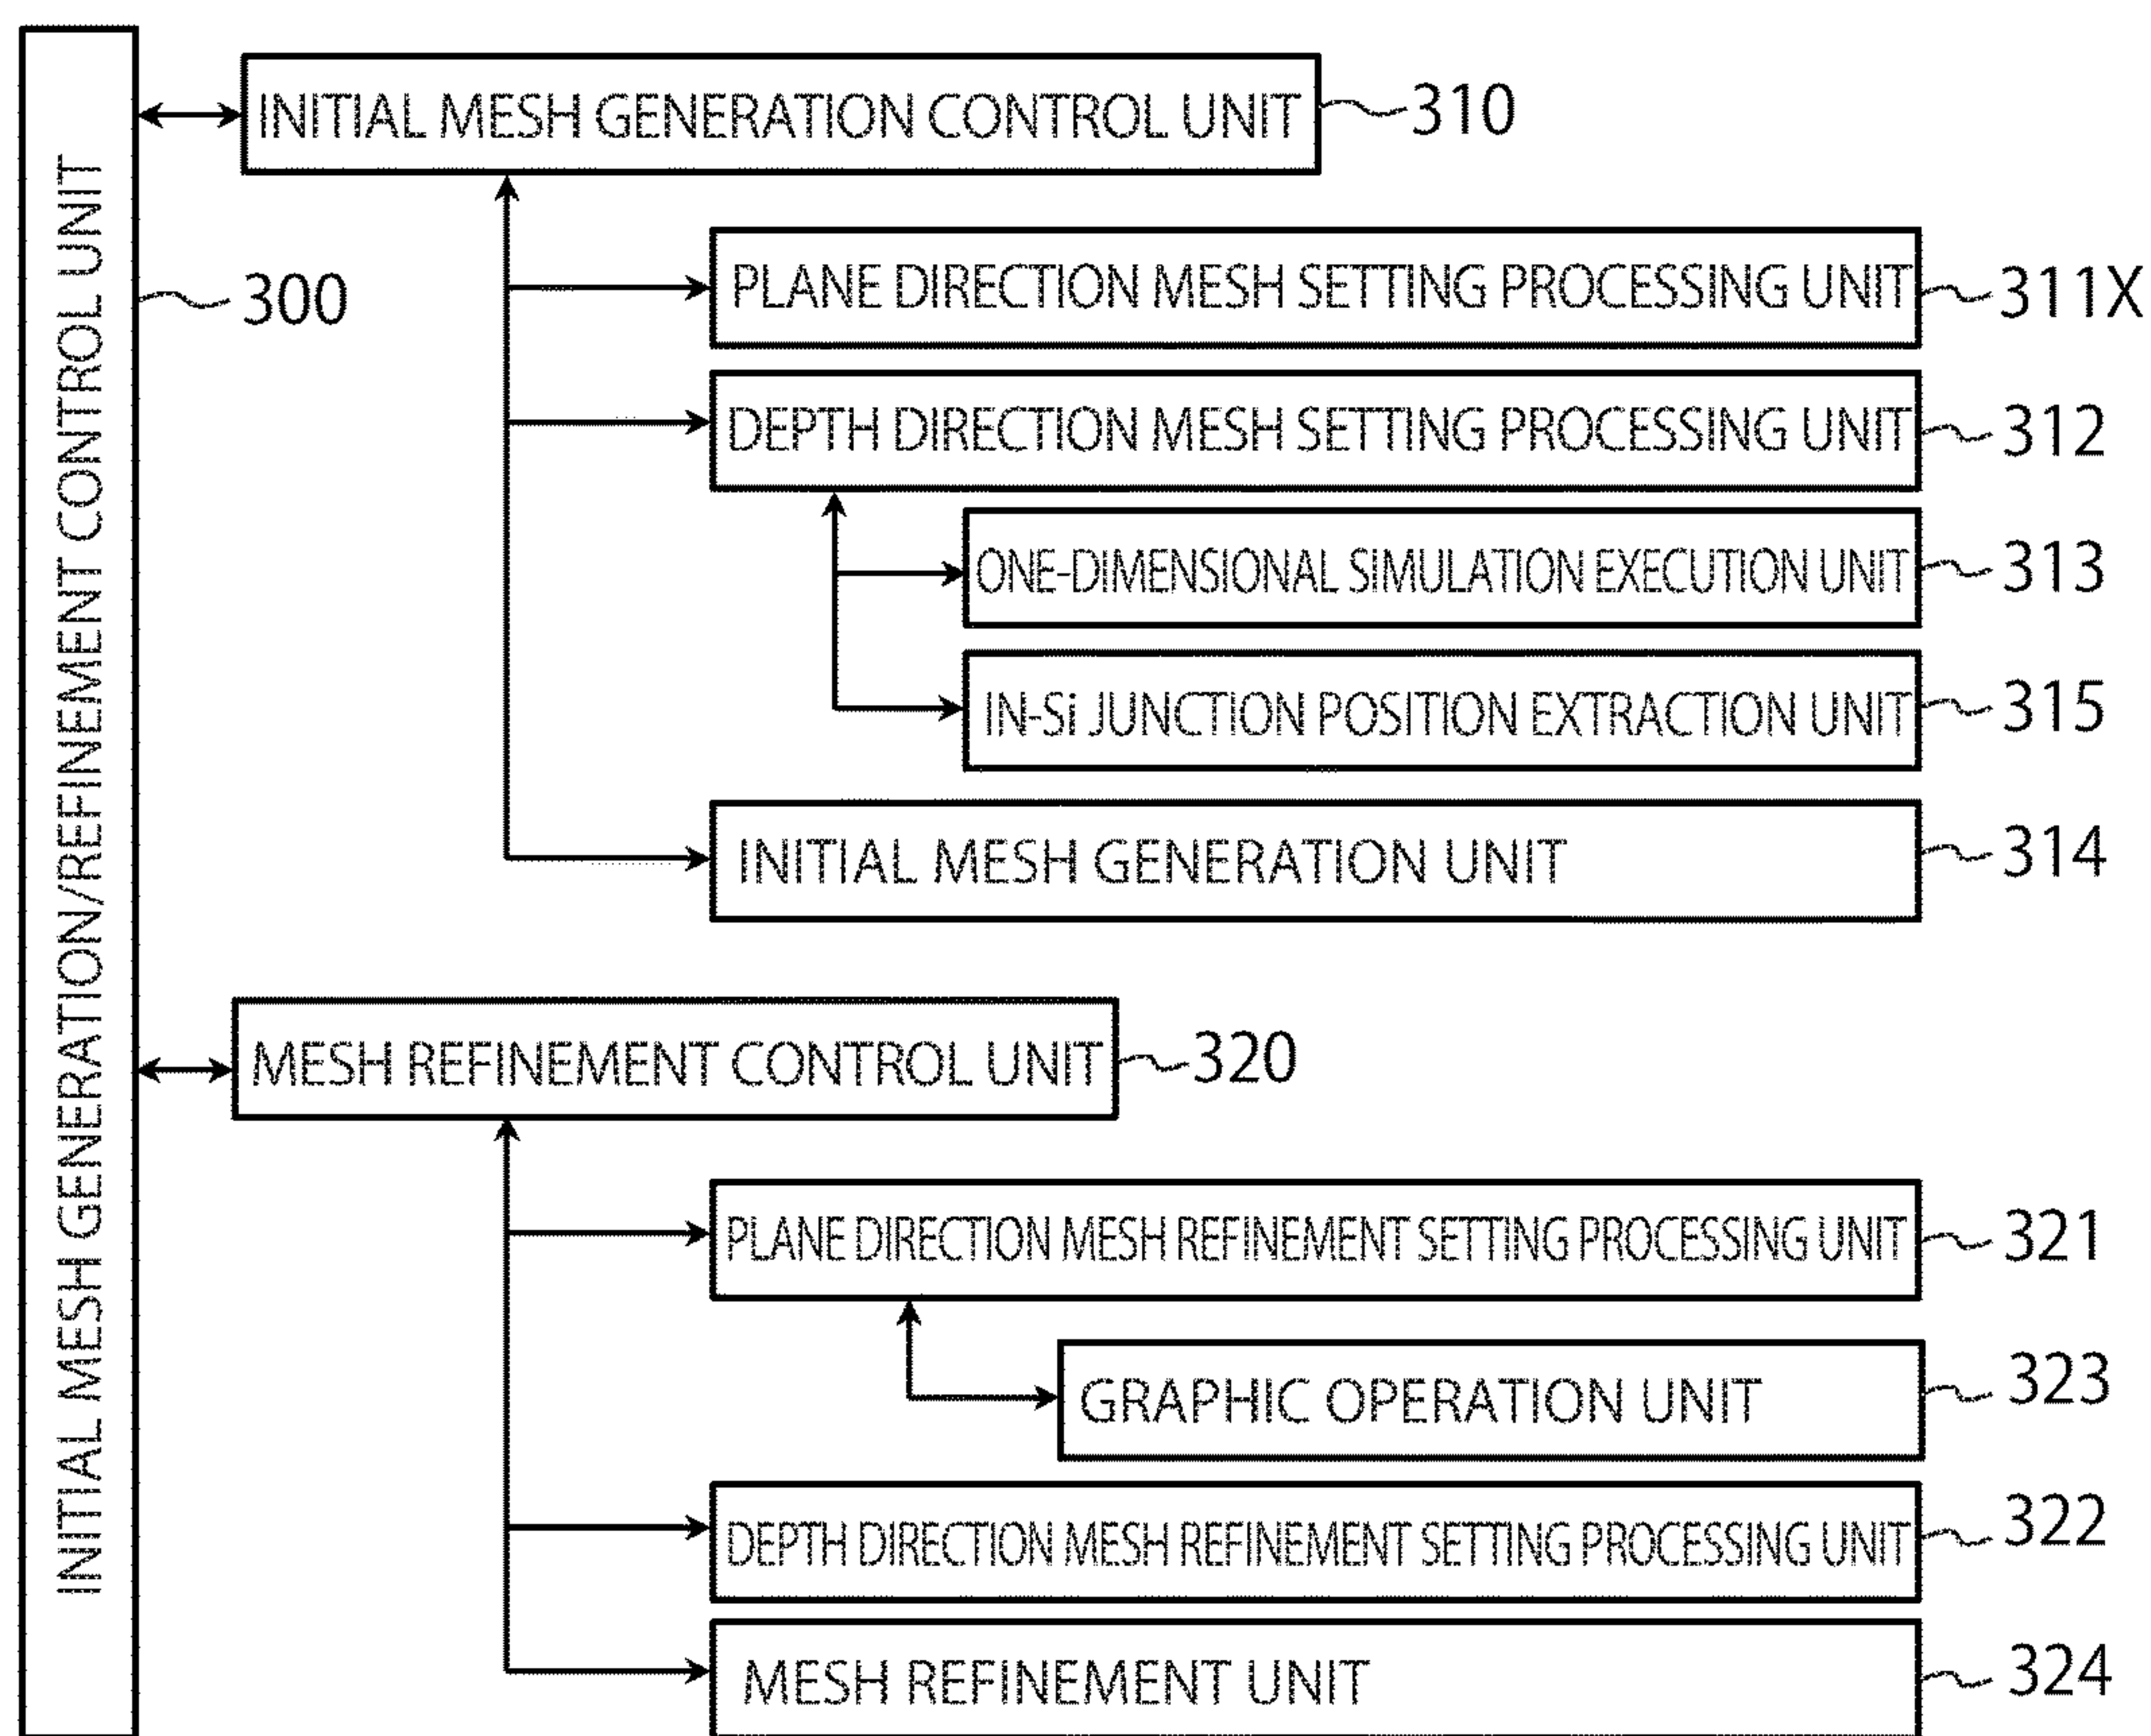 INITIAL MESH GENERATION/REFINEMENT CONTROL UNIT
300
INITIAL MESH GENERATION CONTROL UNIT
310
PLANE DIRECTION MESH SETTING PROCESSING UNIT
311X
DEPTH DIRECTION MESH SETTING PROCESSING UNIT
312
ONE-DIMENSIONAL SIMULATION EXECUTION UNIT
313
IN-Si JUNCTION POSITION EXTRACTION UNIT
315
INITIAL MESH GENERATION UNIT
314
MESH REFINEMENT CONTROL UNIT
320
PLANE DIRECTION MESH REFINEMENT SETTING PROCESSING UNIT
321
GRAPHIC OPERATION UNIT
323
DEPTH DIRECTION MESH REFINEMENT SETTING PROCESSING UNIT
322
MESH REFINEMENT UNIT
324